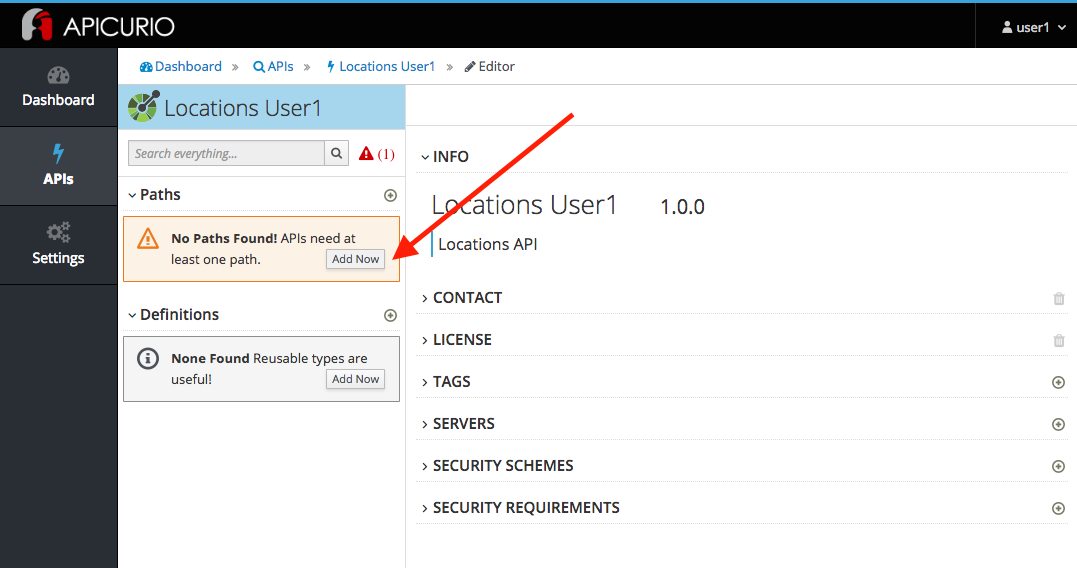 APICURIO
user1
Dashboard
APIs
Settings
Dashboard » APIs » Locations User1 » Editor
Locations User1
Search everything...
(1)
Paths
No Paths Found! APIs need at
least one path.
Add Now
Definitions
None Found Reusable types are
useful!
Add Now
INFO
Locations User1 1.0.0
Locations API
CONTACT
LICENSE
TAGS
SERVERS
SECURITY SCHEMES
SECURITY REQUIREMENTS